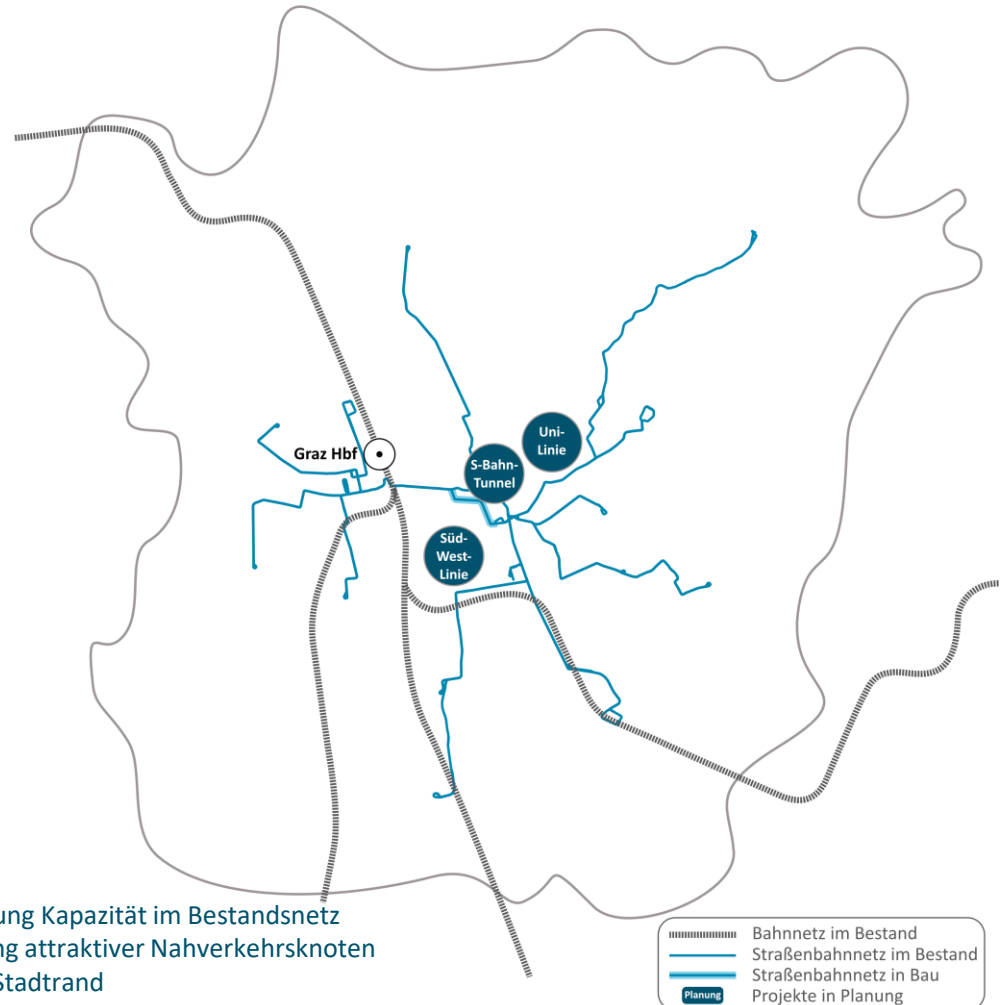 Uni-
Linie
Graz Hbf
S-Bahn-
Tunnel
Süd-
West-
Linie
ung Kapazität im Bestandsnetz
ng attraktiver Nahverkehrsknoten
Stadtrand
Bahnnetz im Bestand
Straßenbahnnetz im Bestand
Straßenbahnnetz in Bau
Planung Projekte in Planung